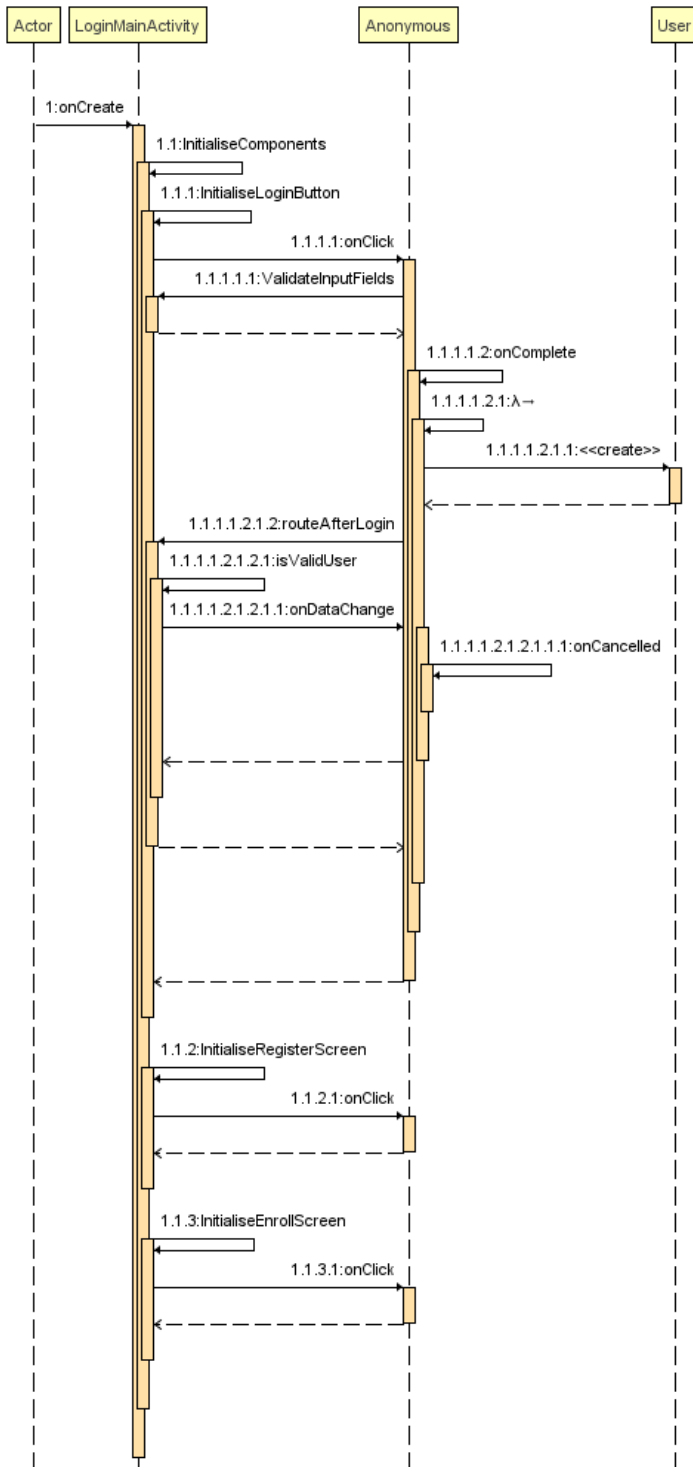 Actor
LoginMainActivity
Anonymous
User
1:onCreate
1.1:InitialiseComponents
1.1.1:InitialiseLoginButton
1.1.1.1:onClick
1.1.1.1.1:ValidateInputFields
1.1.1.1.2:onComplete
1.1.1.1.2.1:λ→
1.1.1.1.2.1.1:<<create>>
1.1.1.1.2.1.2:routeAfterLogin
1.1.1.1.2.1.2.1:isValidUser
1.1.1.1.2.1.2.1.1:onDataChange
1.1.1.1.2.1.2.1.1.1:onCancelled
1.1.2:InitialiseRegisterScreen
1.1.2.1:onClick
1.1.3:InitialiseEnrollScreen
1.1.3.1:onClick